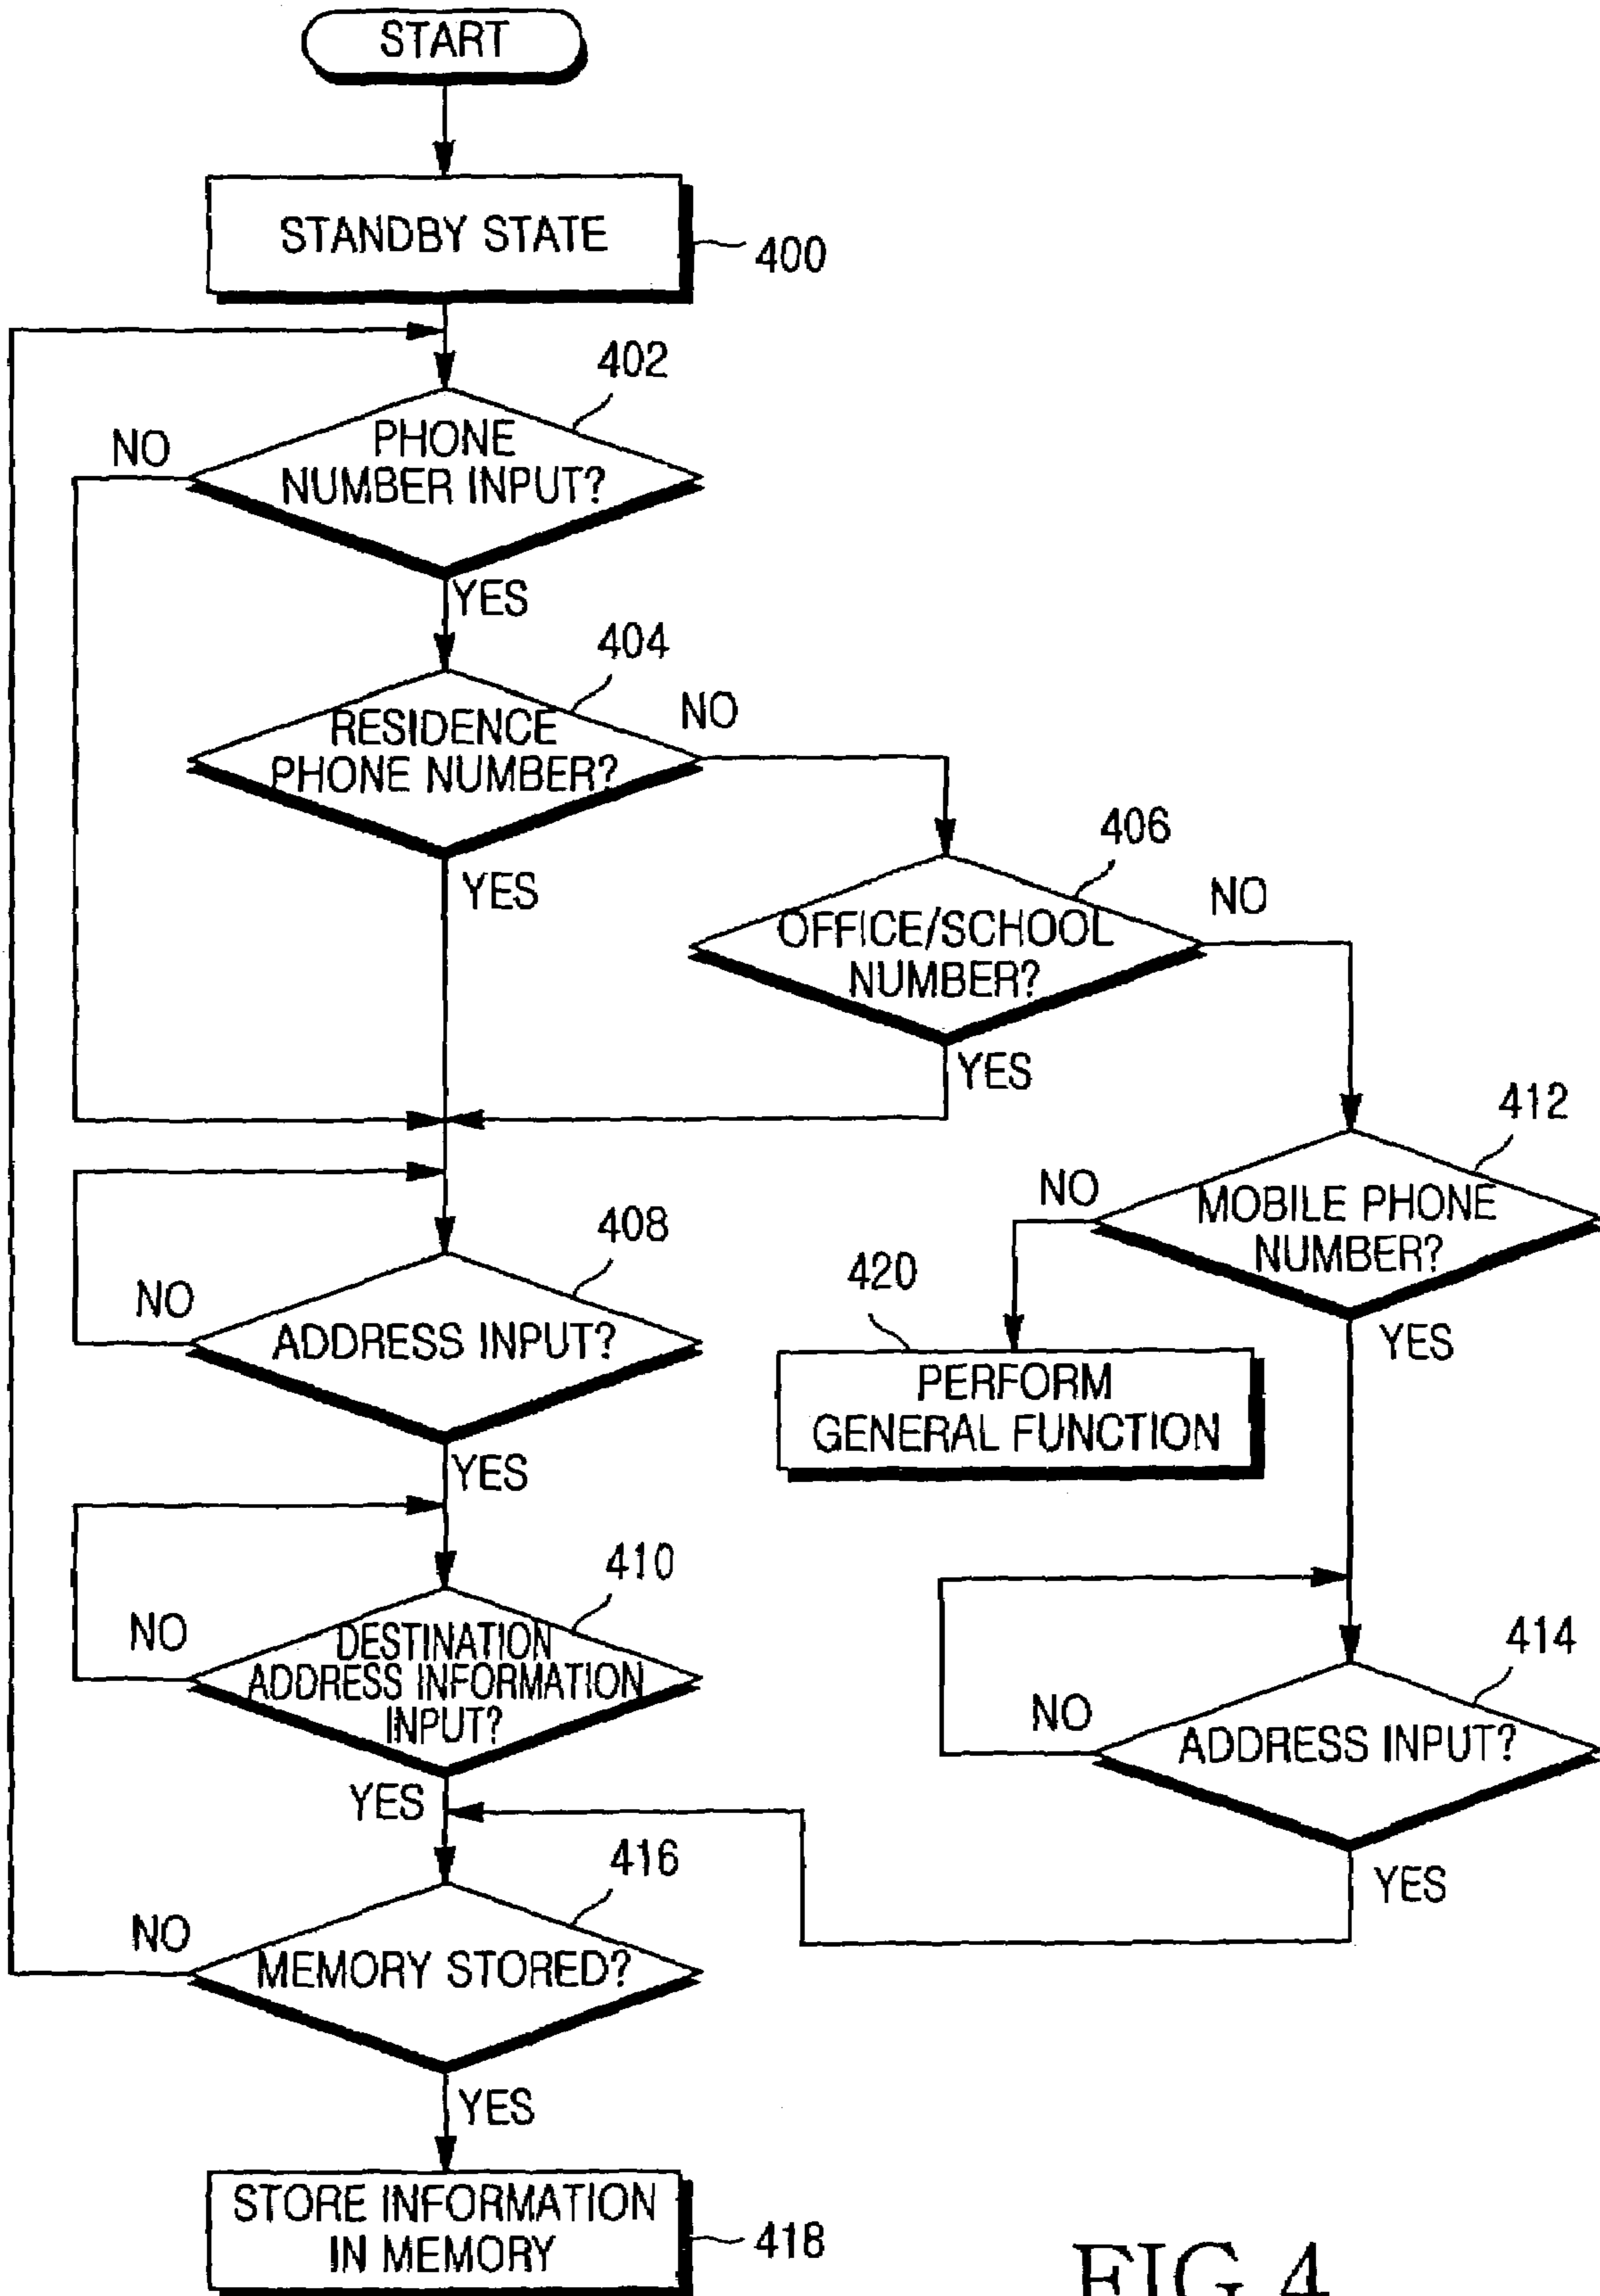 START
STANDBY STATE
400
402
NO
PHONE
NUMBER INPUT?
YES
404
RESIDENCE
PHONE NUMBER?
NO
YES
406
OFFICE/SCHOOL
NUMBER?
NO
YES
412
MOBILE PHONE
NUMBER?
NO
YES
420
PERFORM
GENERAL FUNCTION
408
NO
ADDRESS INPUT?
YES
410
NO
DESTINATION
ADDRESS INFORMATION
INPUT?
YES
414
NO
ADDRESS INPUT?
YES
416
NO
MEMORY STORED?
YES
STORE INFORMATION
IN MEMORY
418
FIG.4